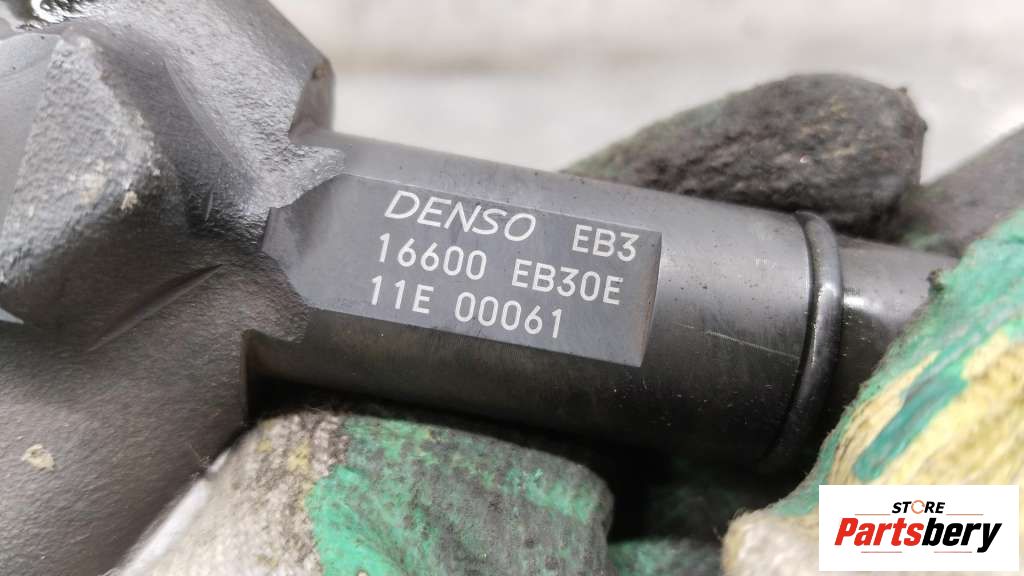 DENSO EB3
16600 EB30E
11E 00061
STORE
Partsbery